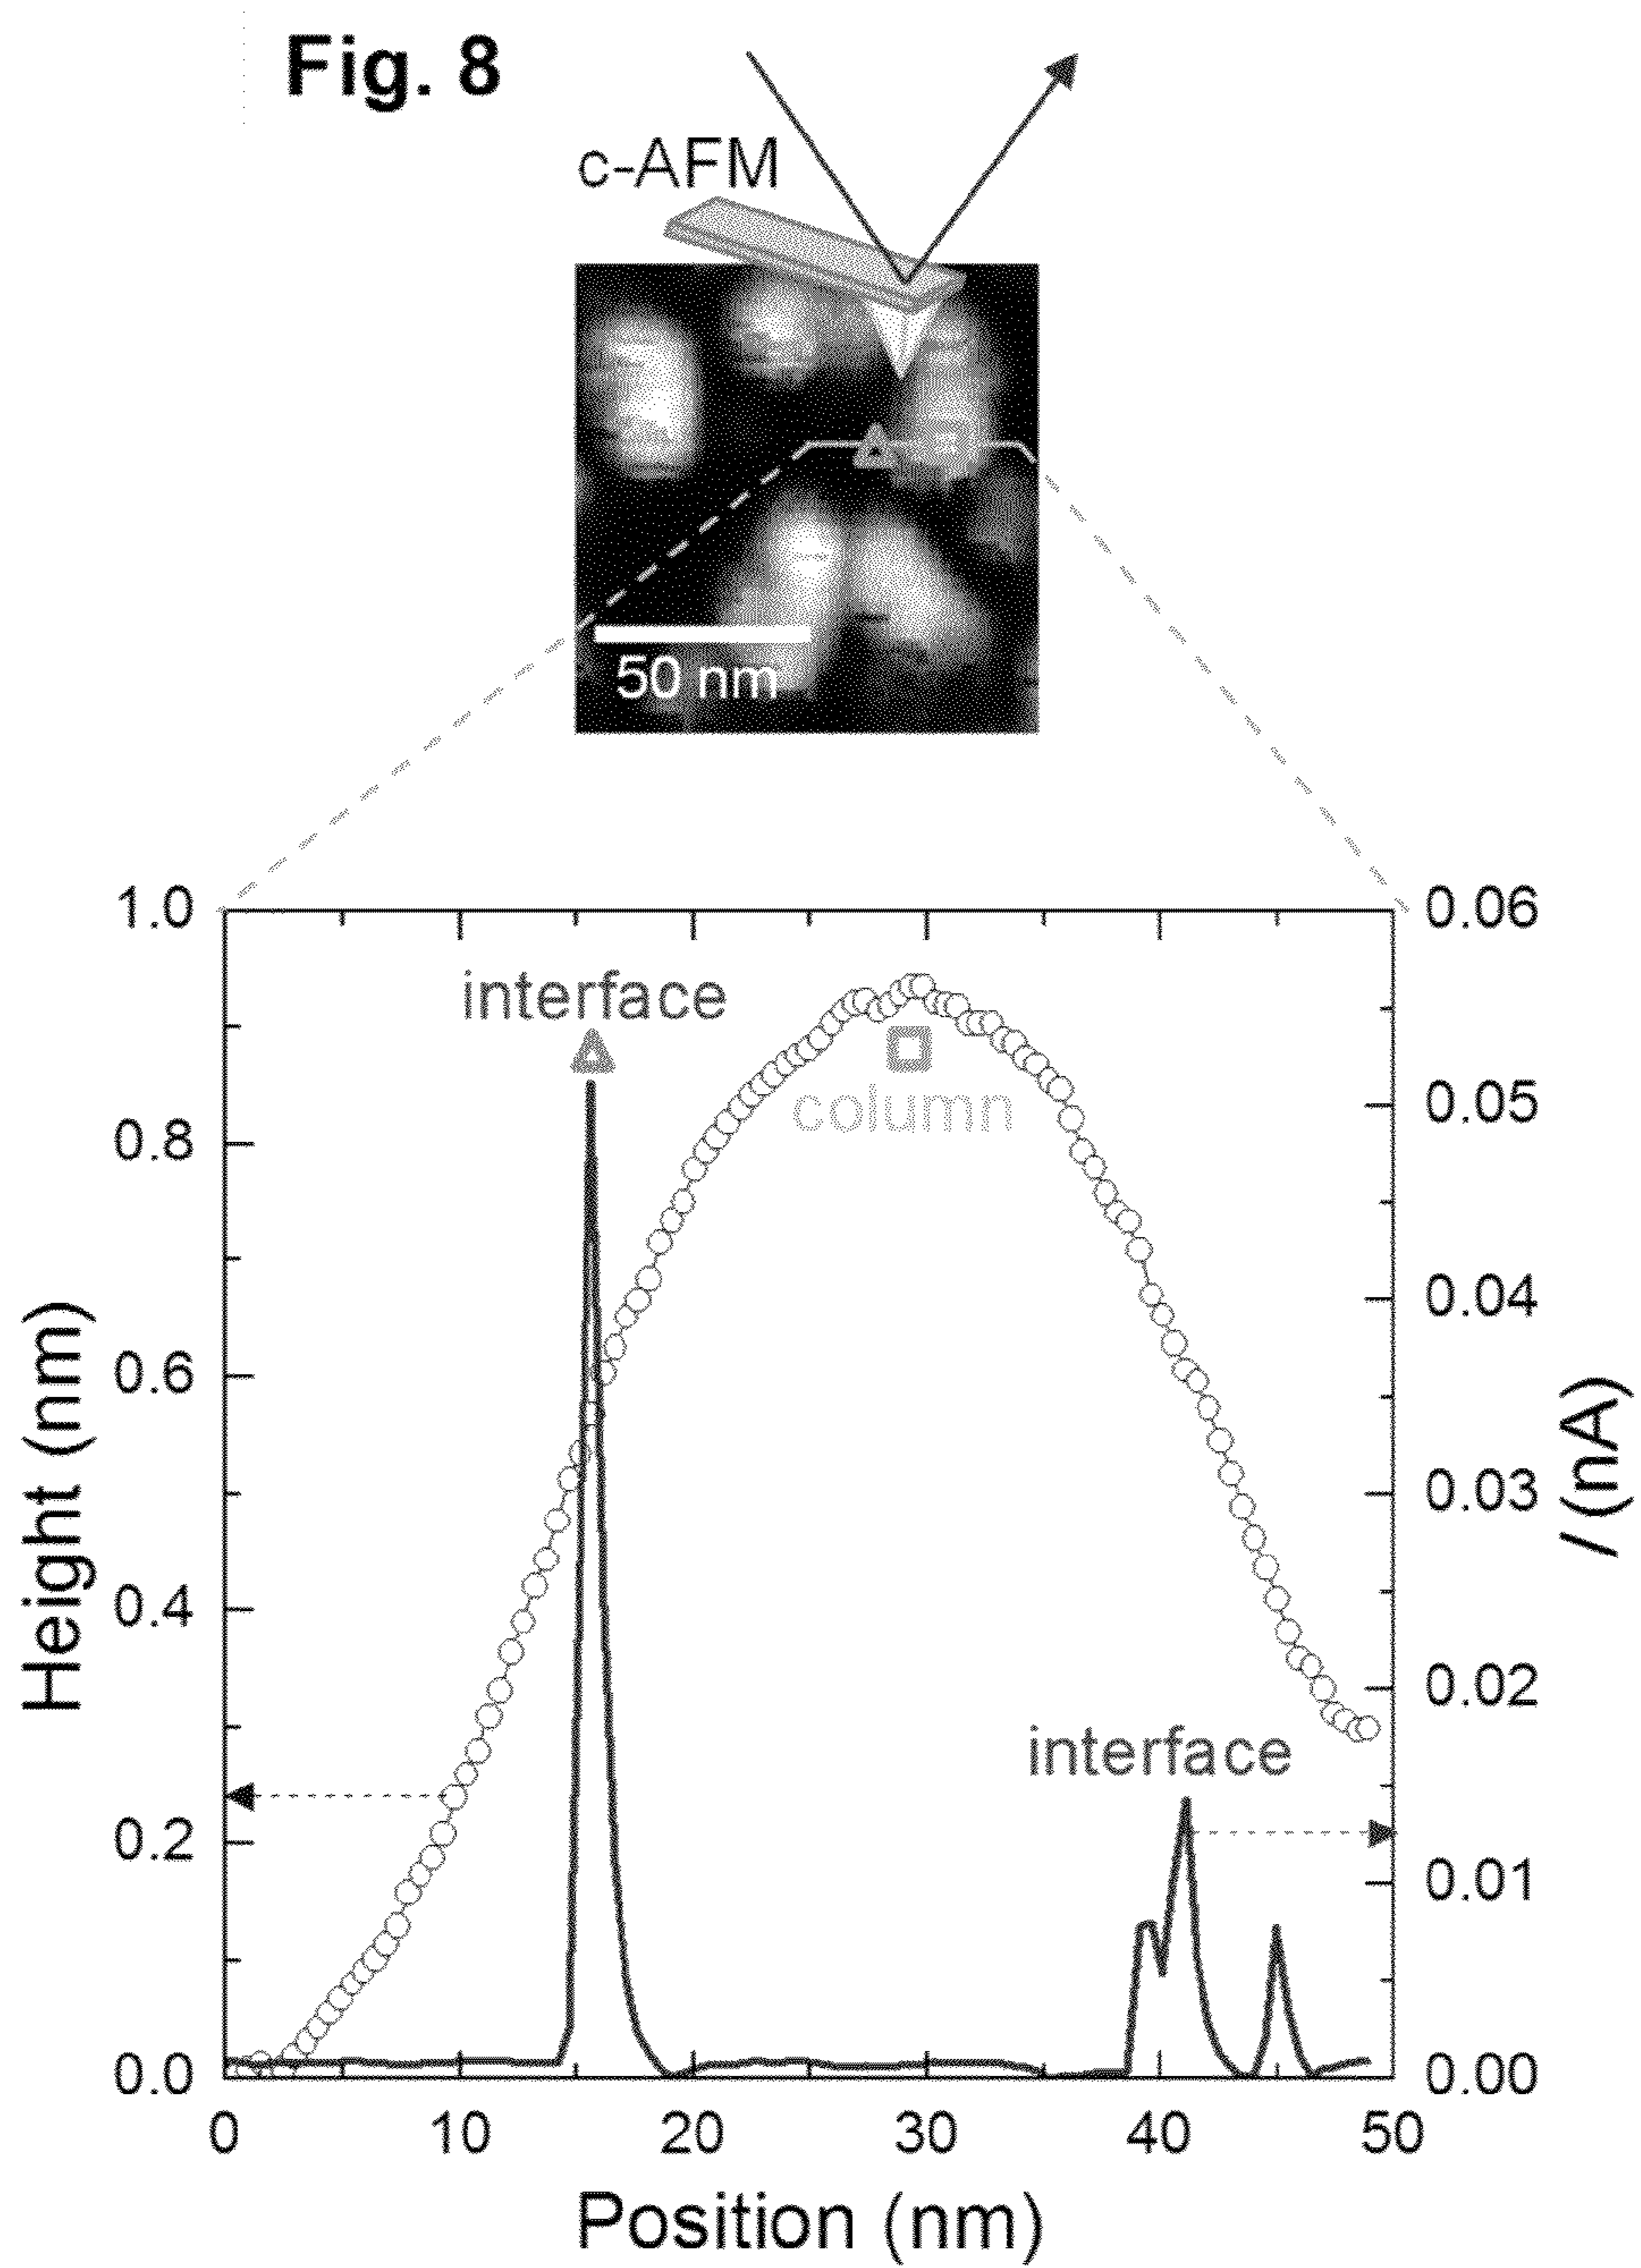 Fig. 8
c-AFM
50 nm
1.0
0.06
interface
column
0.05
0.8
0.04
0.6
Height (nm)
I (nA)
0.03
0.4
0.02
interface
0.2
0.01
0.0
0.00
0 10 20 30 40 50
Position (nm)